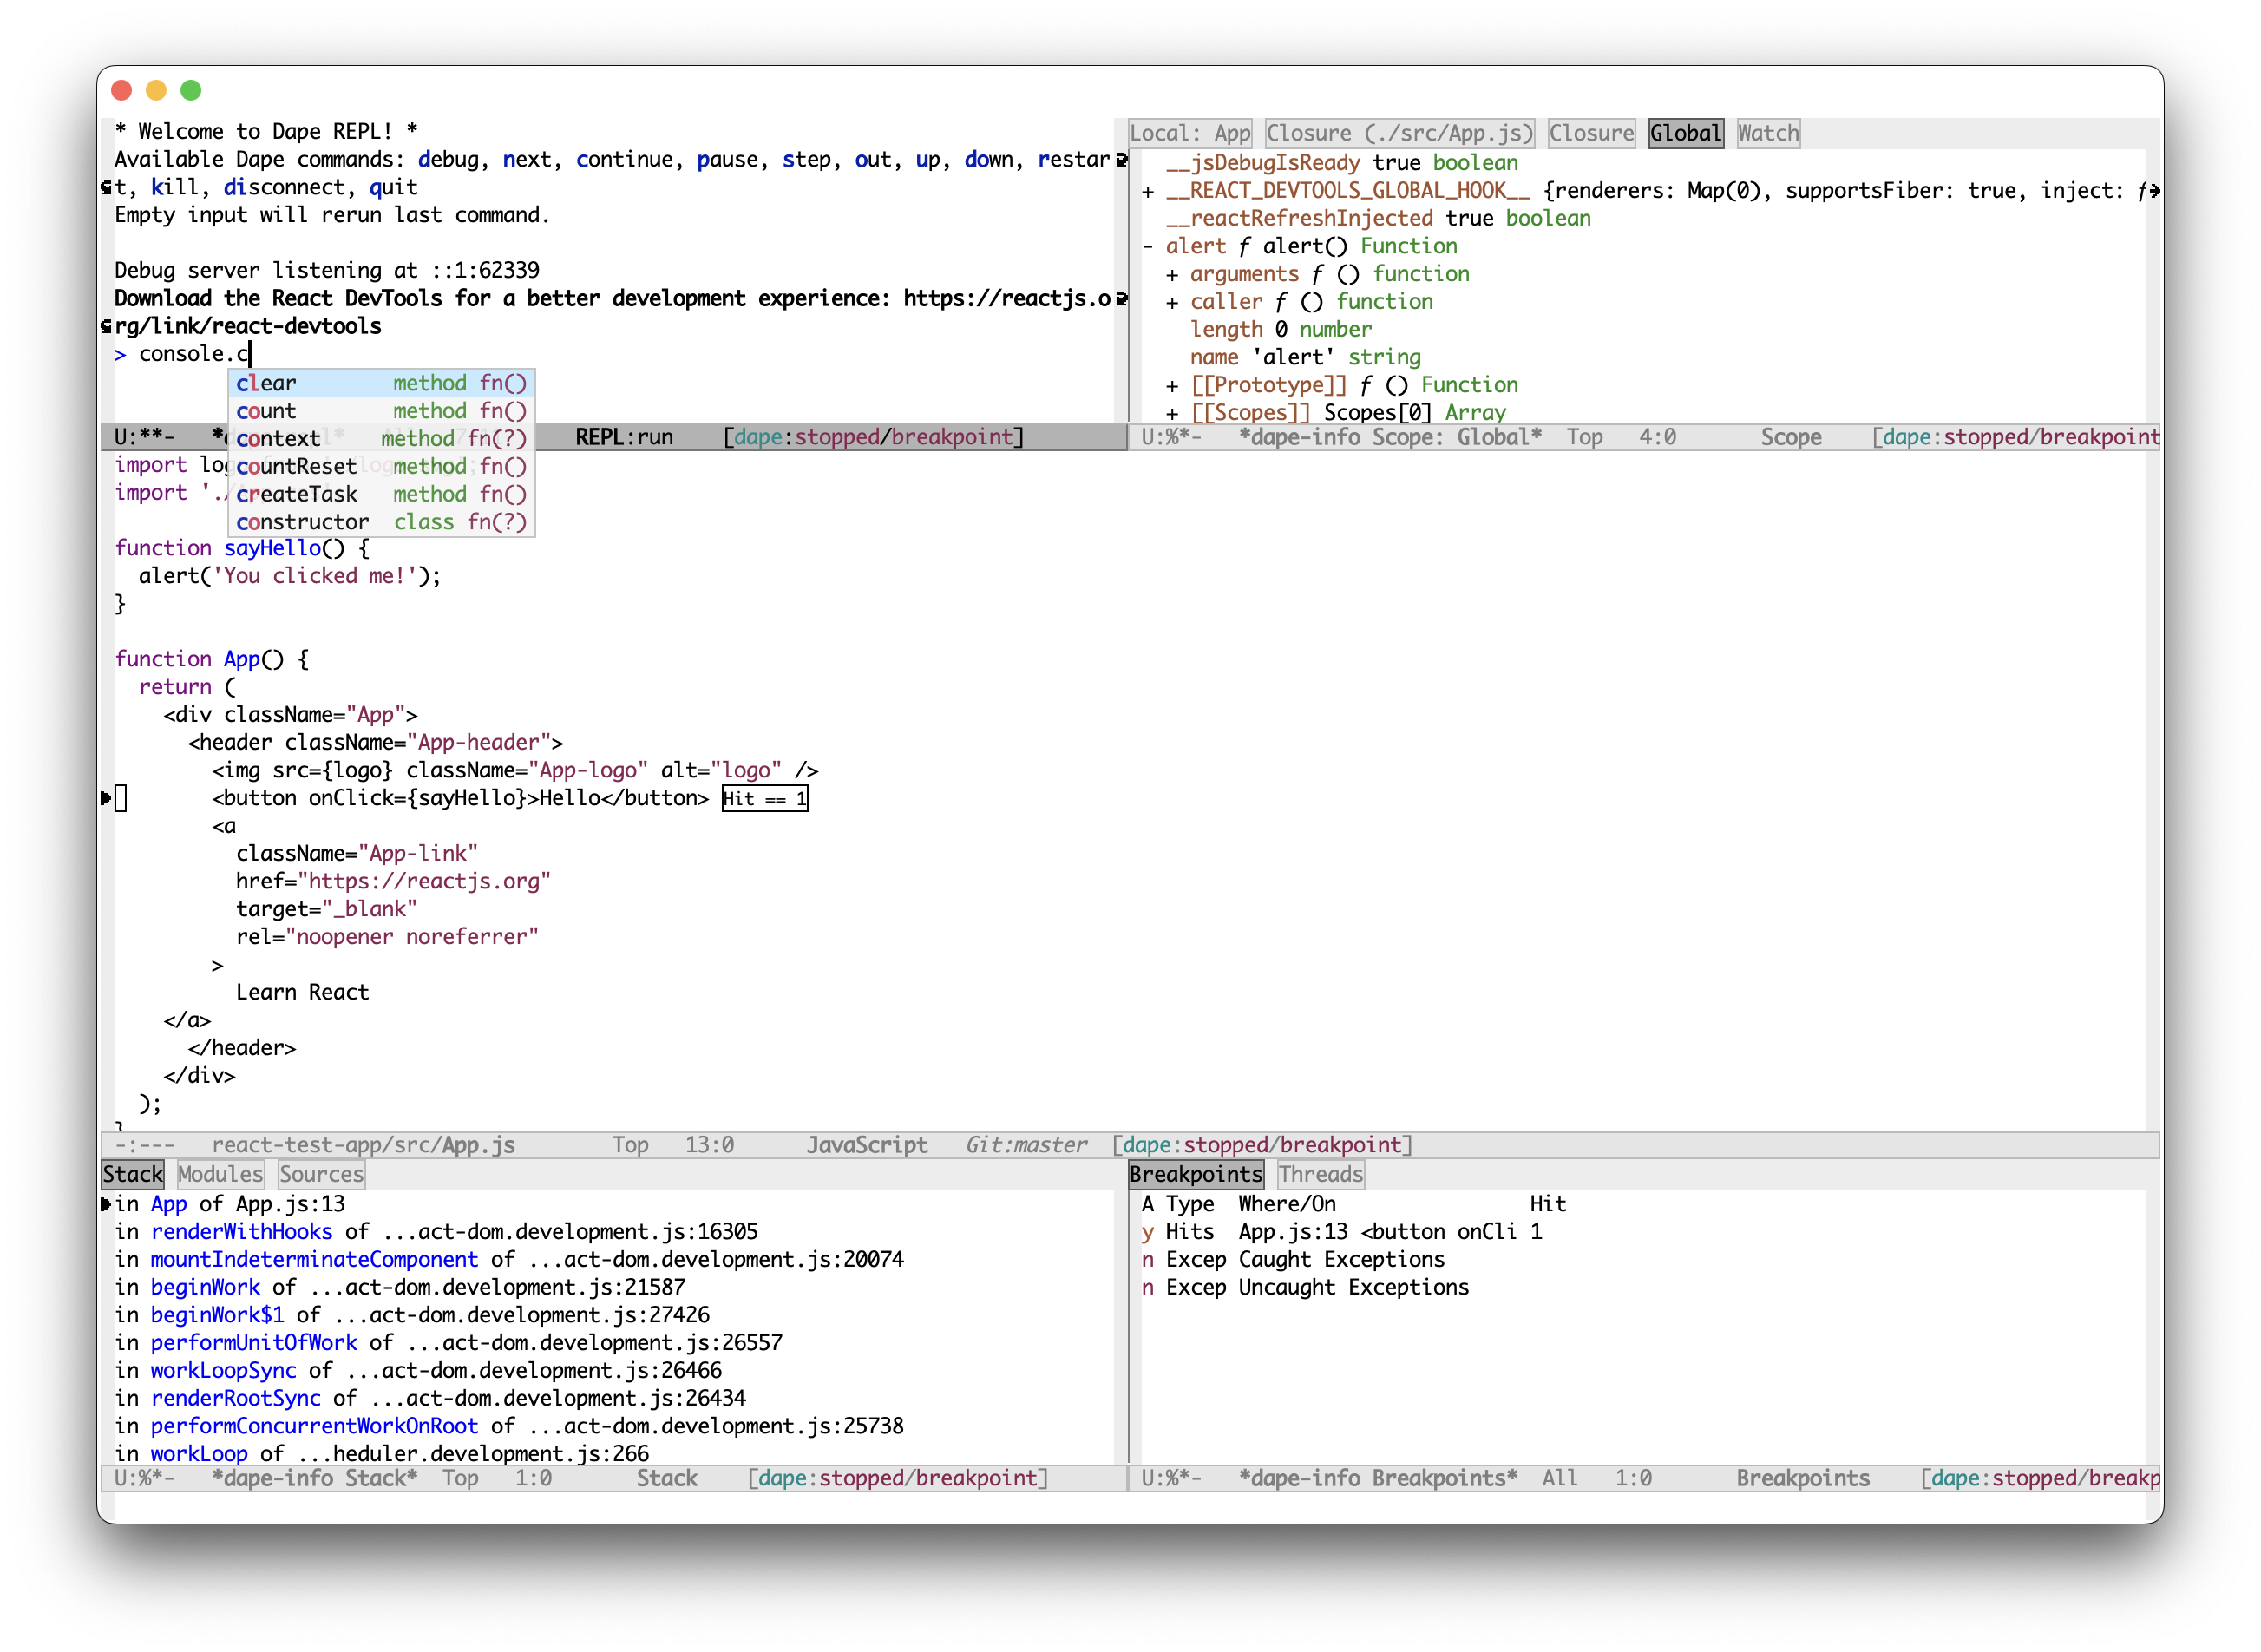 * Welcome to Dape REPL! *
Available Dape commands: debug, next, continue, pause, step, out, up, down, restar
t, kill, disconnect, quit
Empty input will rerun last command.
Debug server listening at ::1:62339
Download the React DevTools for a better development experience: https://reactjs.o
rg/link/react-devtools
> console.c
clear method fn()
count method fn()
context method fn(?)
countReset method fn()
createTask method fn()
constructor class fn(?)
U:**- REPL:run [dape:stopped/breakpoint]
Local: App Closure (./src/App.js) Closure Global Watch
__jsDebugIsReady true boolean
+ __REACT_DEVTOOLS_GLOBAL_HOOK__ {renderers: Map(0), supportsFiber: true, inject: ƒ
__reactRefreshInjected true boolean
- alert ƒ alert() Function
+ arguments ƒ () function
+ caller ƒ () function
length 0 number
name 'alert' string
+ [[Prototype]] ƒ () Function
+ [[Scopes]] Scopes[0] Array
U:%*- *dape-info Scope: Global* Top 4:0 Scope [dape:stopped/breakpoint
import
import './
function sayHello() {
  alert('You clicked me!');
}
function App() {
  return (
    <div className="App">
      <header className="App-header">
        <img src={logo} className="App-logo" alt="logo" />
        <button onClick={sayHello}>Hello</button> Hit == 1
        <a
          className="App-link"
          href="https://reactjs.org"
          target="_blank"
          rel="noopener noreferrer"
        >
          Learn React
    </a>
      </header>
    </div>
  );
}
-:--- react-test-app/src/App.js Top 13:0 JavaScript Git:master [dape:stopped/breakpoint]
Stack Modules Sources
in App of App.js:13
in renderWithHooks of ...act-dom.development.js:16305
in mountIndeterminateComponent of ...act-dom.development.js:20074
in beginWork of ...act-dom.development.js:21587
in beginWork$1 of ...act-dom.development.js:27426
in performUnitOfWork of ...act-dom.development.js:26557
in workLoopSync of ...act-dom.development.js:26466
in renderRootSync of ...act-dom.development.js:26434
in performConcurrentWorkOnRoot of ...act-dom.development.js:25738
in workLoop of ...heduler.development.js:266
U:%*- *dape-info Stack* Top 1:0 Stack [dape:stopped/breakpoint]
Breakpoints Threads
A Type Where/On Hit
y Hits App.js:13 <button onCli 1
n Excep Caught Exceptions
n Excep Uncaught Exceptions
U:%*- *dape-info Breakpoints* All 1:0 Breakpoints [dape:stopped/breakp